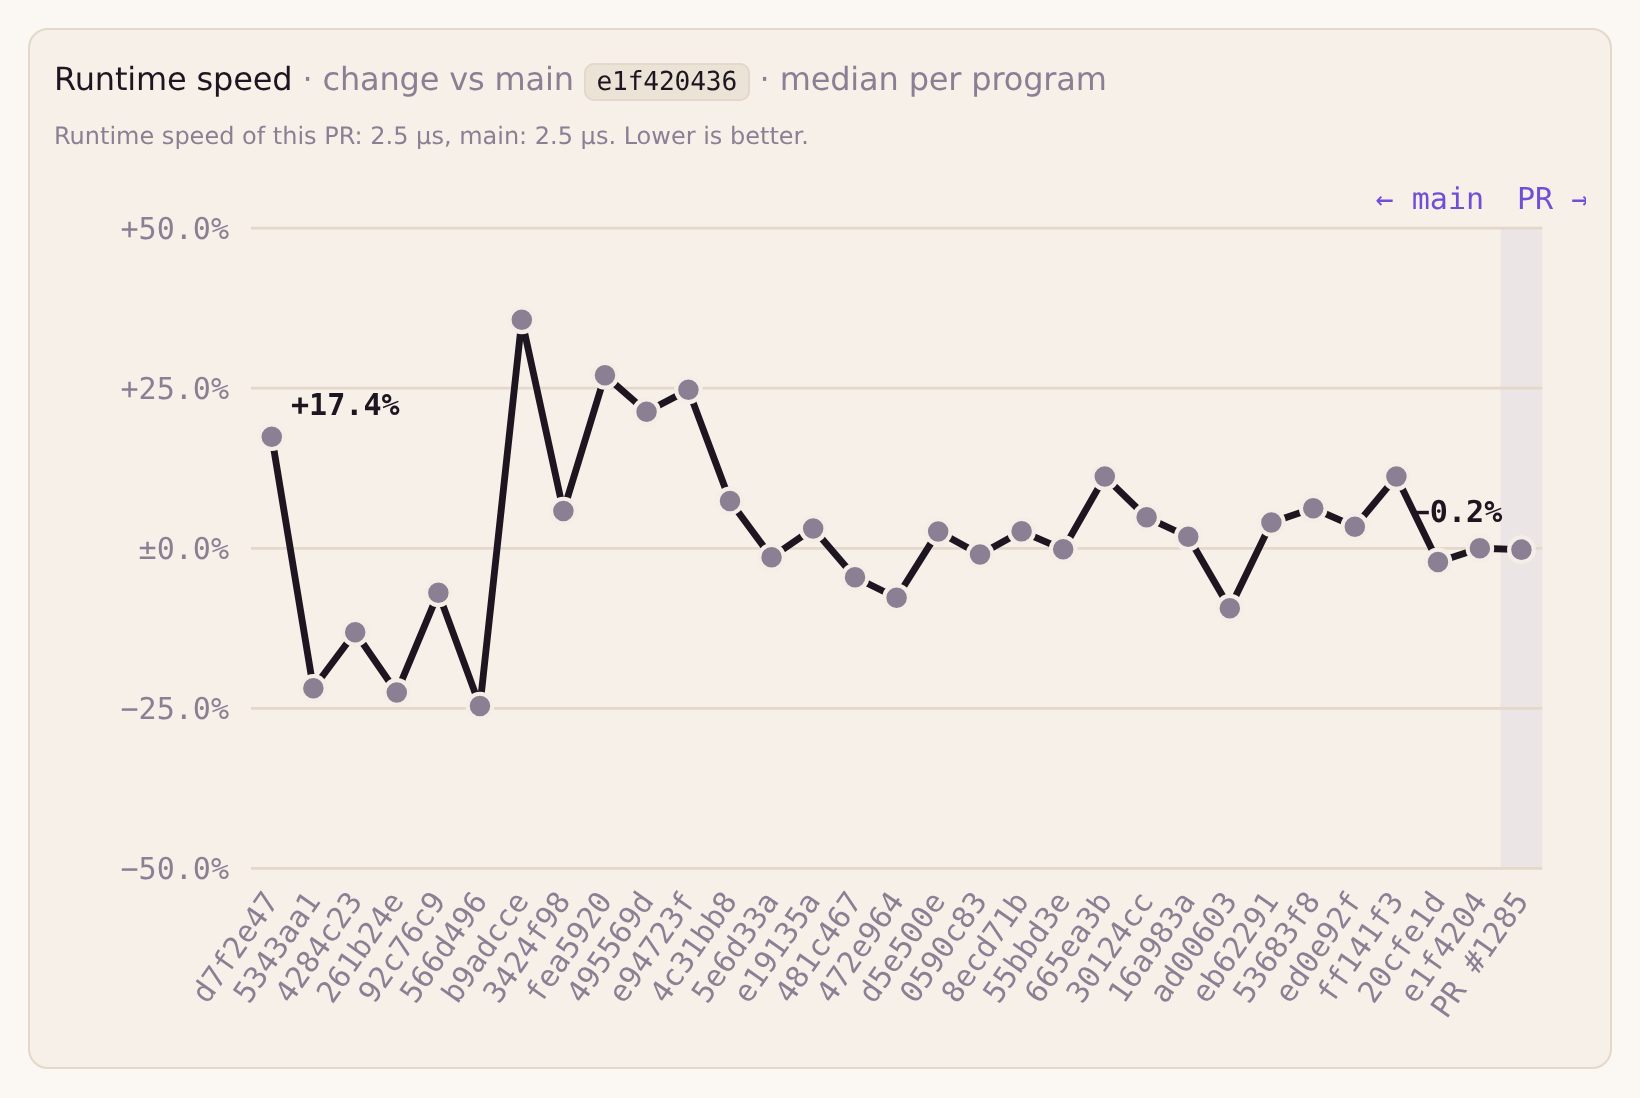 Runtime speed · change vs main e1f420436 · median per program
Runtime speed of this PR: 2.5 µs, main: 2.5 µs. Lower is better.
← main PR →
+50.0%
+25.0%
±0.0%
−25.0%
−50.0%
+17.4%
−0.2%
d7f2e47
5343aa1
4284c23
261b24e
92c76c9
566d496
b9adcce
3424f98
fea5920
495569d
e94723f
4c31bb8
5e6d33a
e19135a
481c467
472e964
d5e500e
0590c83
8ecd71b
55bbd3e
665ea3b
30124cc
16a983a
ad00603
eb62291
53683f8
ed0e92f
ff141f3
20cfe1d
e1f4204
PR #1285